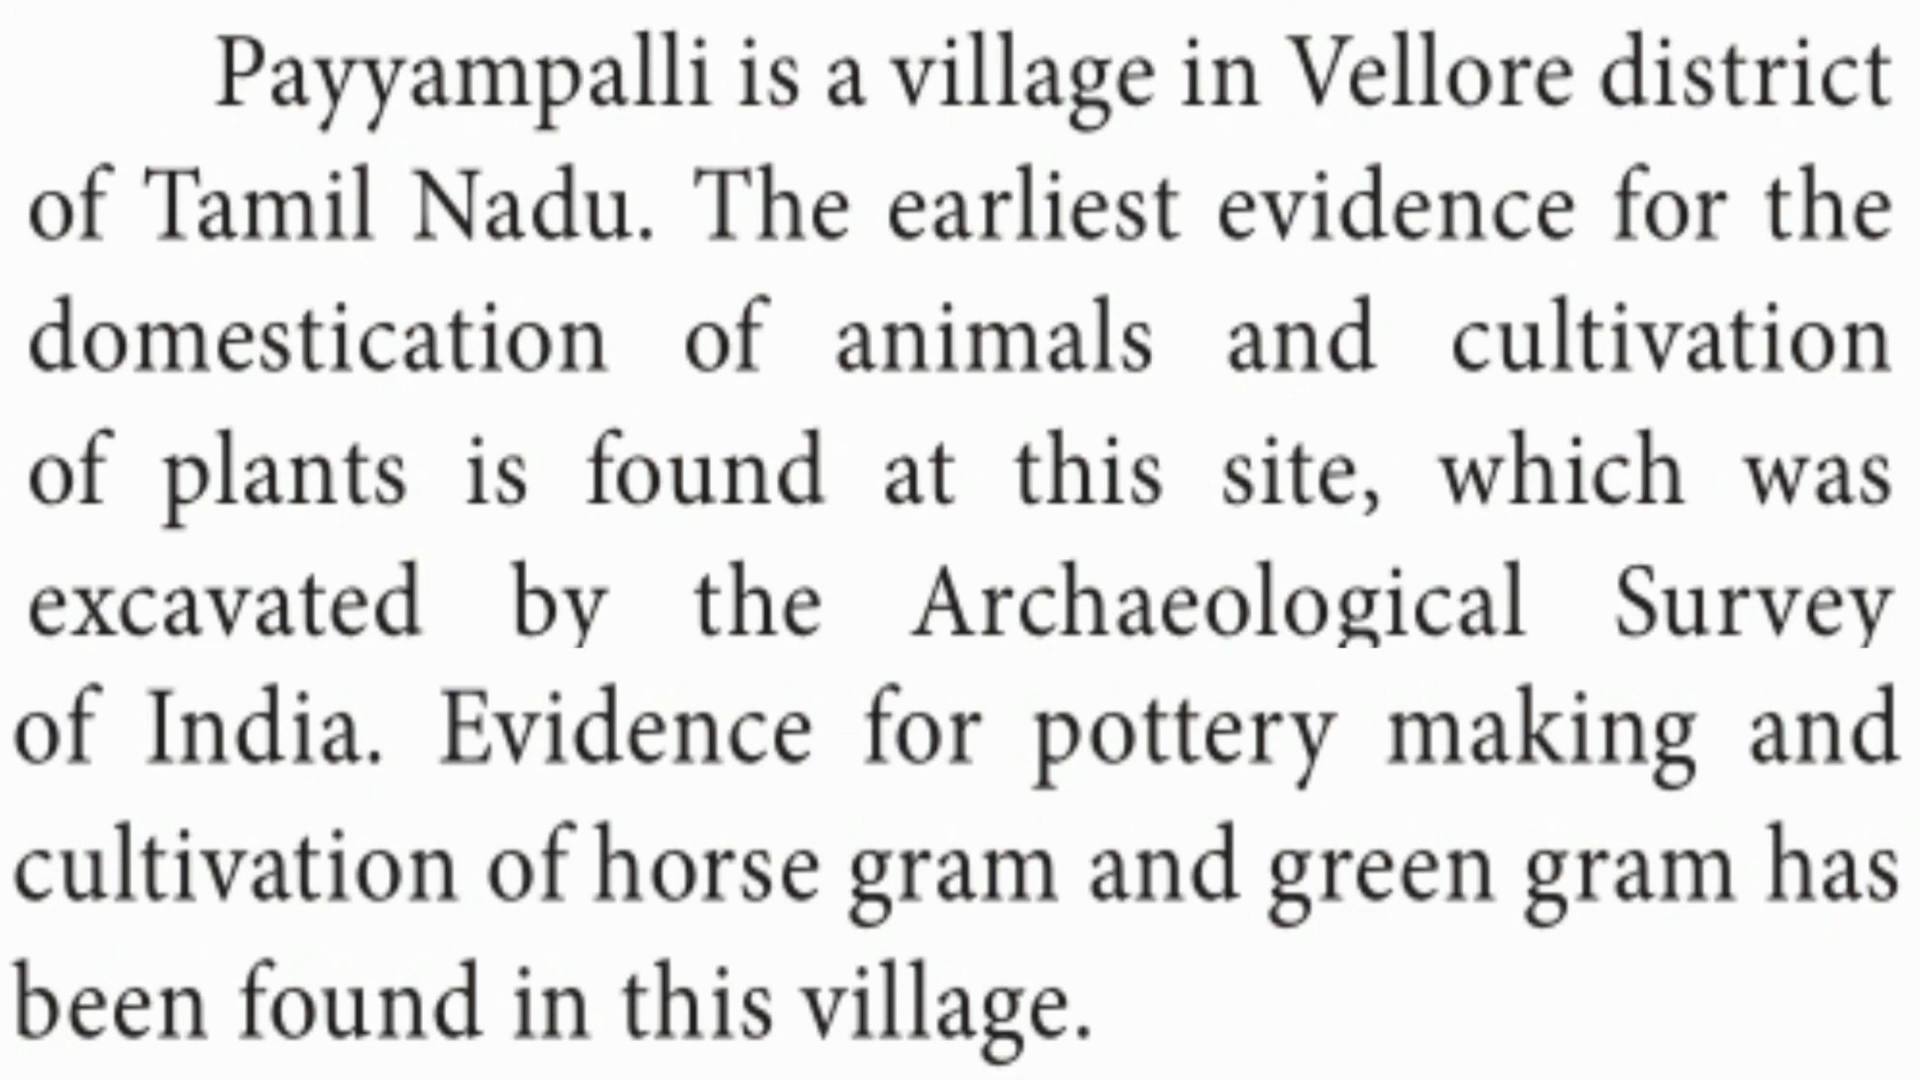 Payyampalli is a village in Vellore district
of Tamil Nadu. The earliest evidence for the
domestication of animals and cultivation
of plants is found at this site, which was
excavated by the Archaeological Survey
of India. Evidence for pottery making and
cultivation of horse gram and green gram has
been found in this village.